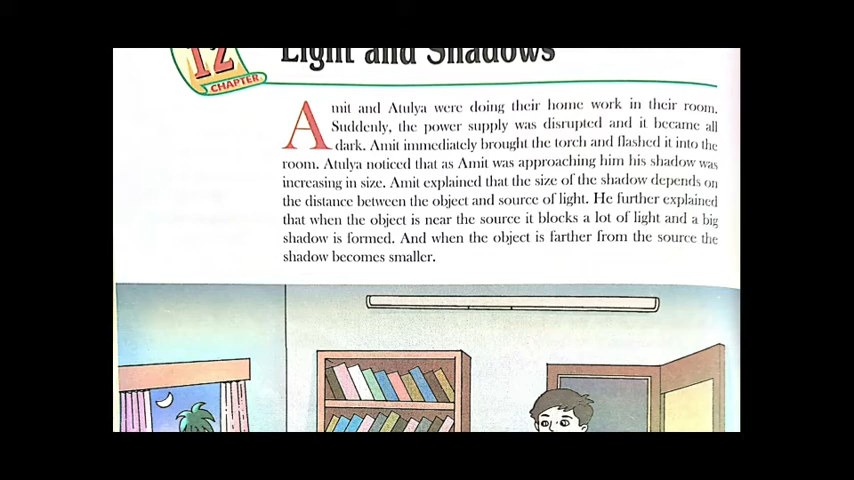 12
Light and Shadows
CHAPTER
Amit and Atulya were doing their home work in their room.
Suddenly, the power supply was disrupted and it became all
dark. Amit immediately brought the torch and flashed it into the
room. Atulya noticed that as Amit was approaching him his shadow was
increasing in size. Amit explained that the size of the shadow depends on
the distance between the object and source of light. He further explained
that when the object is near the source it blocks a lot of light and a big
shadow is formed. And when the object is farther from the source the
shadow becomes smaller.